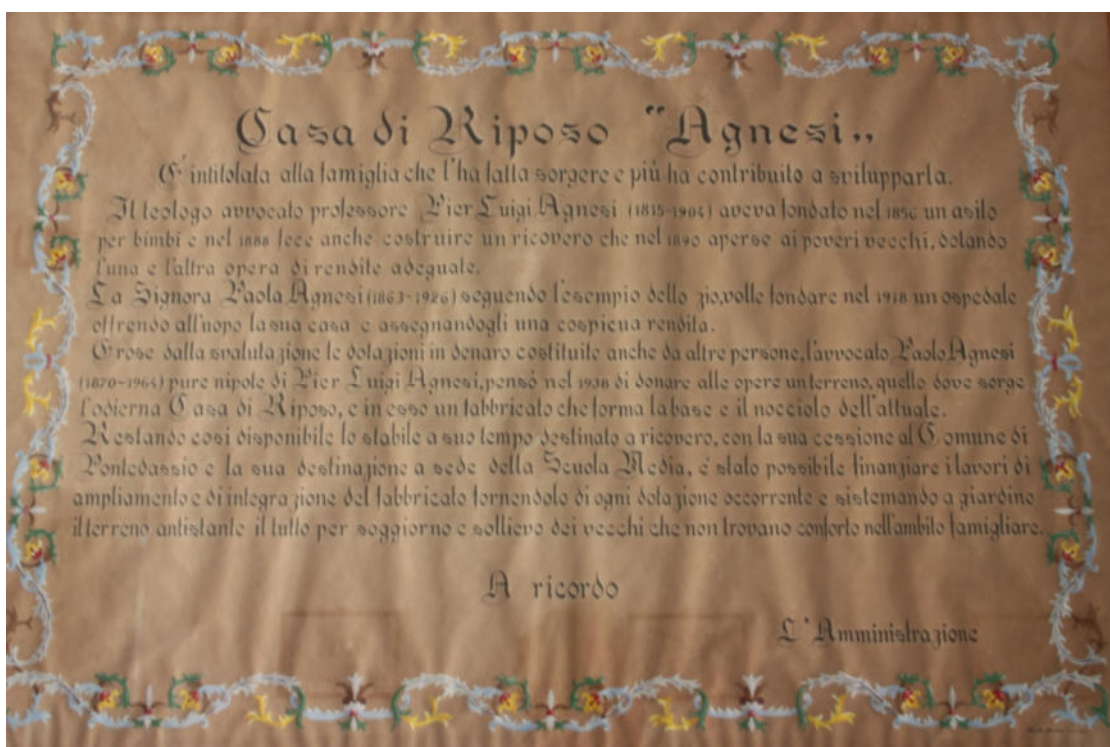 Casa di Riposo "Agnesi„
E' intitolata alla famiglia che l'ha fatta sorgere e più ha contribuito a svilupparla.
Il teologo avvocato professore Pier Luigi Agnesi (1815-1904) aveva fondato nel 1856 un asilo
per bimbi e nel 1888 fece anche costruire un ricovero che nel 1890 aperse ai poveri vecchi, dotando
l'una e l'altra opera di rendite adeguate.
La Signora Paola Agnesi (1863-1926) seguendo l'esempio dello zio, volle fondare nel 1918 un ospedale
offrendo all'uopo la sua casa e assegnandogli una cospicua rendita.
Erose dalla svalutazione le dotazioni in denaro costituite anche da altre persone, l'avvocato Paolo Agnesi
(1870-1964) pure nipote di Pier Luigi Agnesi, pensò nel 1938 di donare alle opere un terreno, quello dove sorge
l'odierna Casa di Riposo, e in esso un fabbricato che forma la base e il nocciolo dell'attuale.
Restando così disponibile lo stabile a suo tempo destinato a ricovero, con la sua cessione al Comune di
Pontedassio e la sua destinazione a sede della Scuola Media, è stato possibile finanziare i lavori di
ampliamento e di integrazione del fabbricato fornendolo di ogni dotazione occorrente e sistemando a giardino
il terreno antistante il tutto per soggiorno e sollievo dei vecchi che non trovano conforto nell'ambito famigliare.
A ricordo
L'Amministrazione